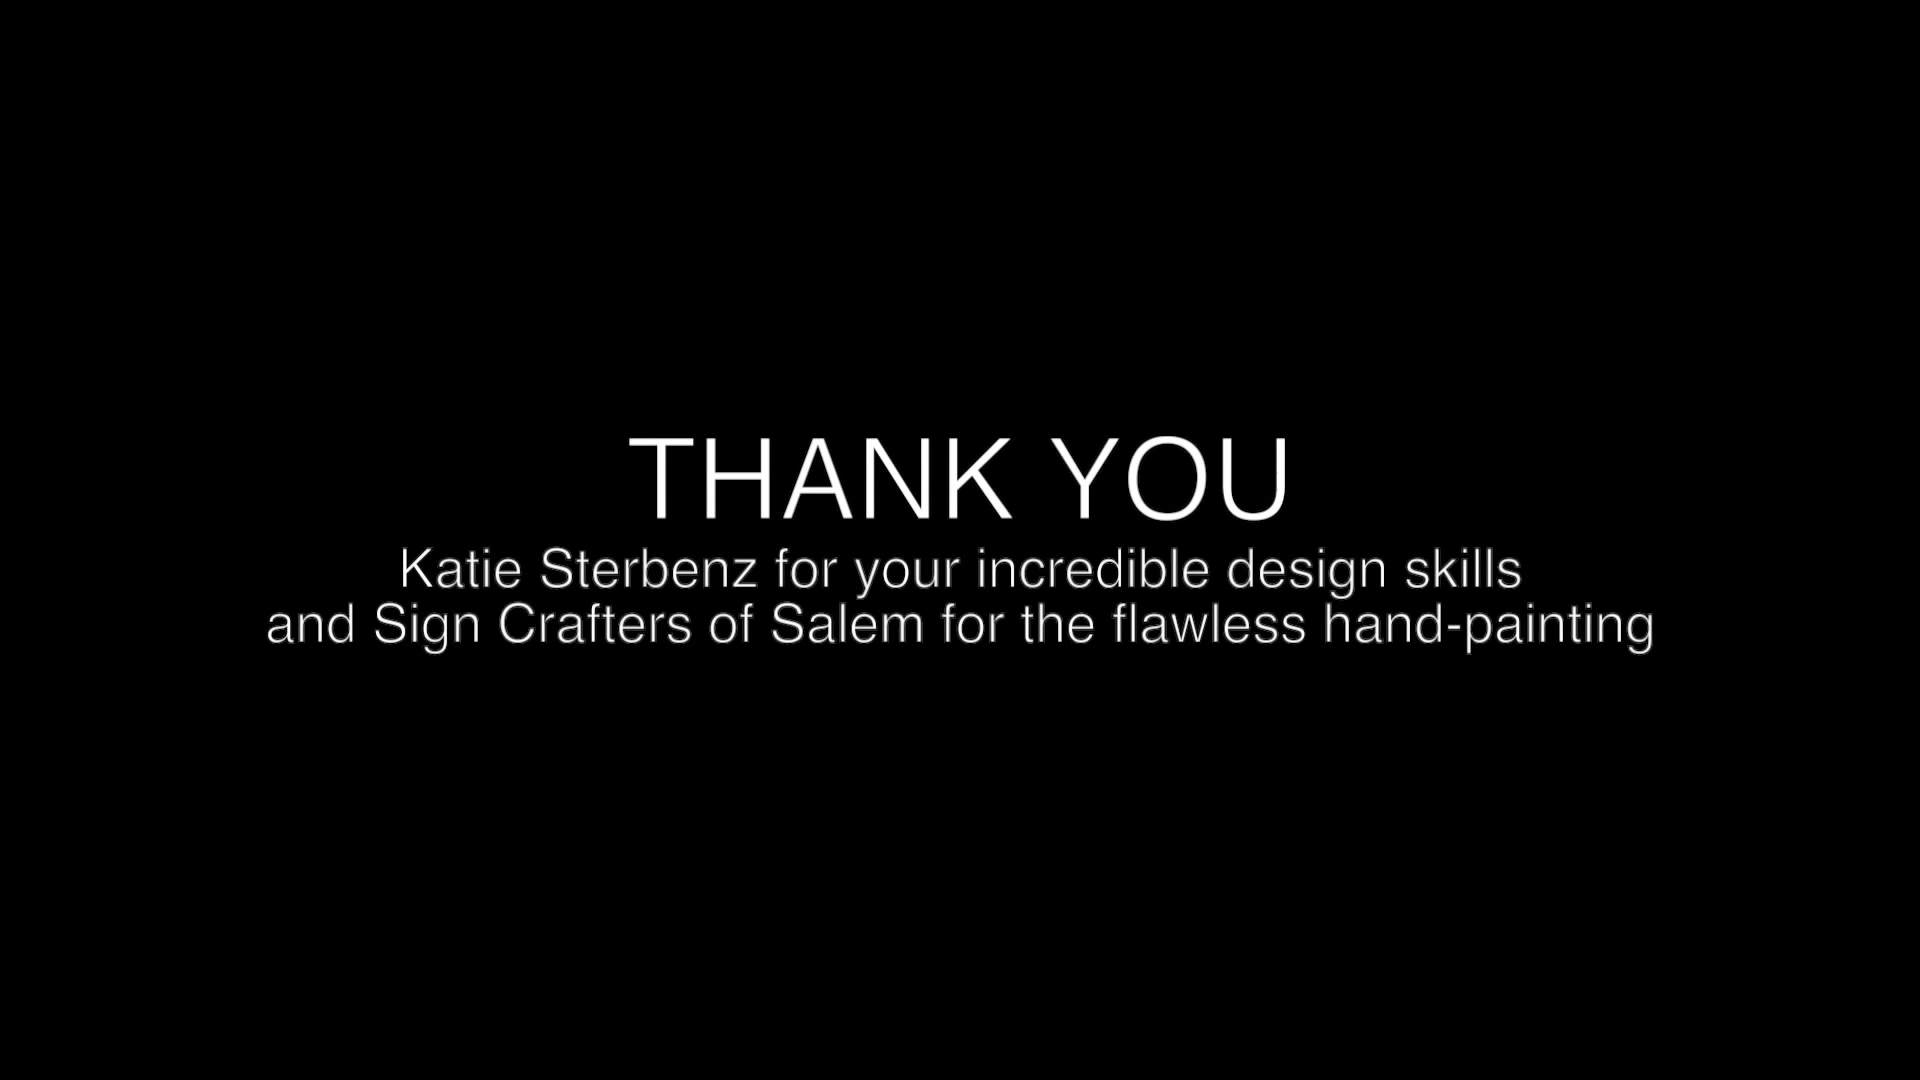 THANK YOU
Katie Sterbenz for your incredible design skills
and Sign Crafters of Salem for the flawless hand-painting